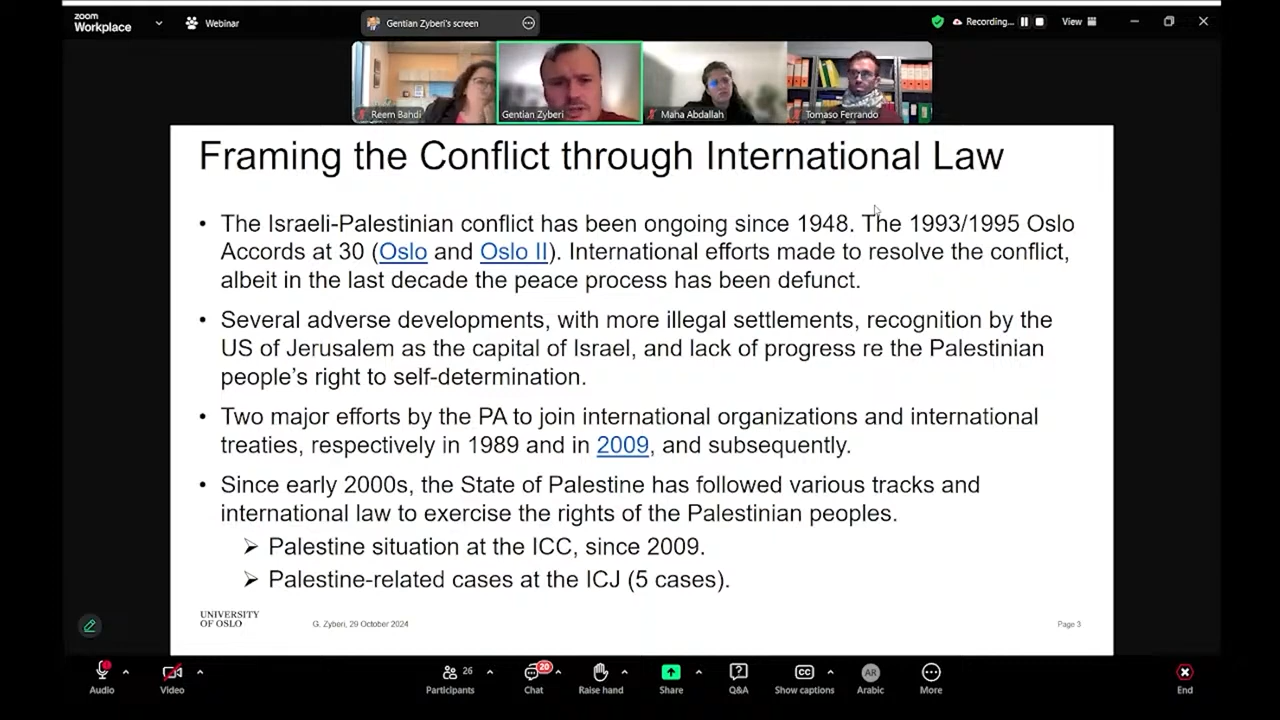 zoom
Workplace
Webinar
Gentian Zyberi's screen
Recording...
View
Reem Bahdi
Gentian Zyberi
Maha Abdallah
Tomaso Ferrando
Framing the Conflict through International Law
• The Israeli-Palestinian conflict has been ongoing since 1948. The 1993/1995 Oslo
Accords at 30 (Oslo and Oslo II). International efforts made to resolve the conflict,
albeit in the last decade the peace process has been defunct.
• Several adverse developments, with more illegal settlements, recognition by the
US of Jerusalem as the capital of Israel, and lack of progress re the Palestinian
people's right to self-determination.
• Two major efforts by the PA to join international organizations and international
treaties, respectively in 1989 and in 2009, and subsequently.
• Since early 2000s, the State of Palestine has followed various tracks and
international law to exercise the rights of the Palestinian peoples.
➢ Palestine situation at the ICC, since 2009.
➢ Palestine-related cases at the ICJ (5 cases).
UNIVERSITY
OF OSLO
G. Zyberi, 29 October 2024
Page 3
26
20
CC
AR
Audio
Video
Participants
Chat
Raise hand
Share
Q&A
Show captions
Arabic
More
End